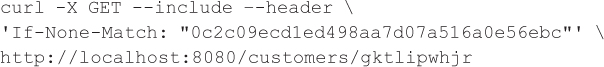 curl -X GET --include --header \
'If-None-Match: "0c2c09ecd1ed498aa7d07a516a0e56ebc"' \
http://localhost:8080/customers/gktlipwhjr